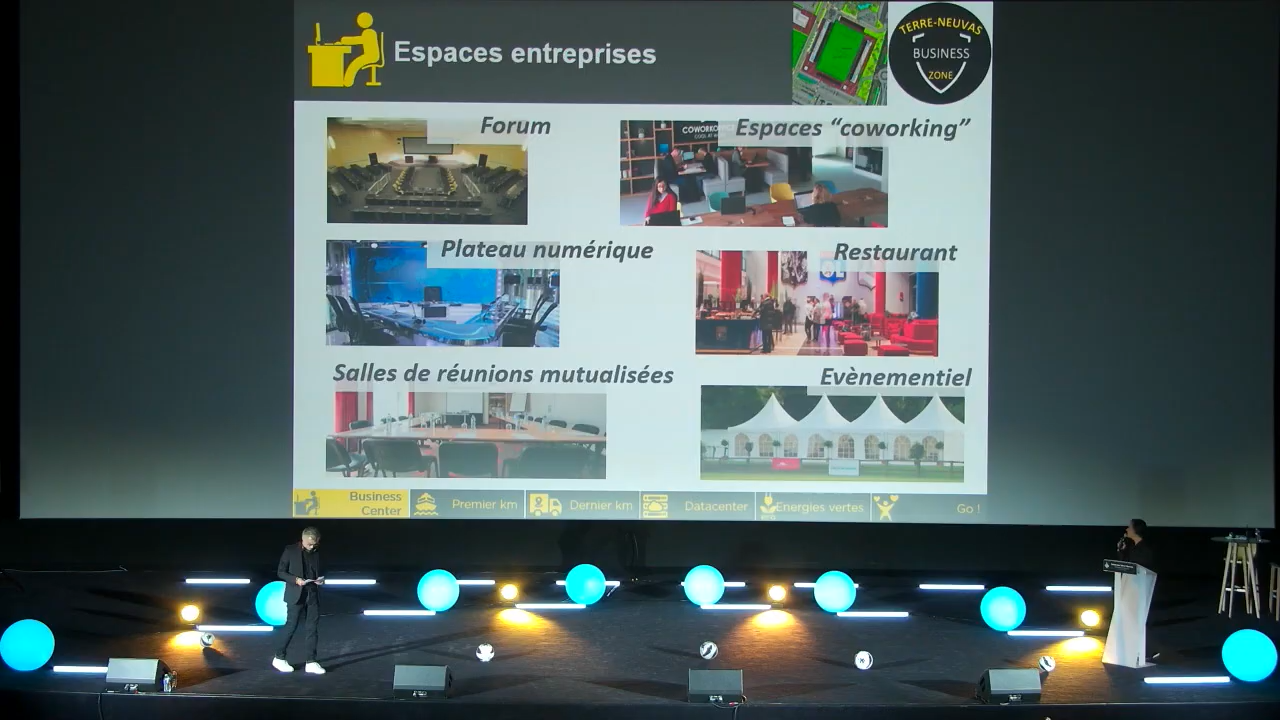 Espaces entreprises
TERRE-NEUVAS
BUSINESS
ZONE
Forum
Espaces “coworking”
Plateau numérique
Restaurant
Salles de réunions mutualisées
Evènementiel
Business
Center
Premier km
Dernier km
Datacenter
Energies vertes
Go !